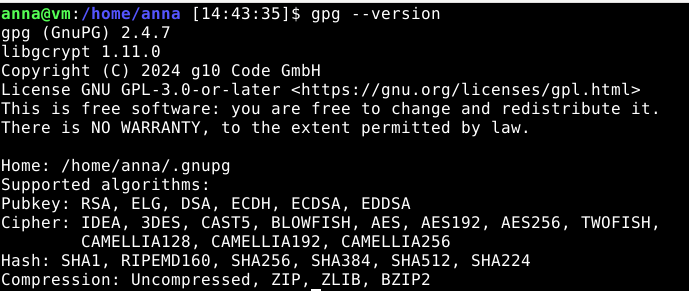 anna@vm:/home/anna [14:43:35]$ gpg --version
gpg (GnuPG) 2.4.7
libgcrypt 1.11.0
Copyright (C) 2024 g10 Code GmbH
License GNU GPL-3.0-or-later <https://gnu.org/licenses/gpl.html>
This is free software: you are free to change and redistribute it.
There is NO WARRANTY, to the extent permitted by law.

Home: /home/anna/.gnupg
Supported algorithms:
Pubkey: RSA, ELG, DSA, ECDH, ECDSA, EDDSA
Cipher: IDEA, 3DES, CAST5, BLOWFISH, AES, AES192, AES256, TWOFISH,
        CAMELLIA128, CAMELLIA192, CAMELLIA256
Hash: SHA1, RIPEMD160, SHA256, SHA384, SHA512, SHA224
Compression: Uncompressed, ZIP, ZLIB, BZIP2